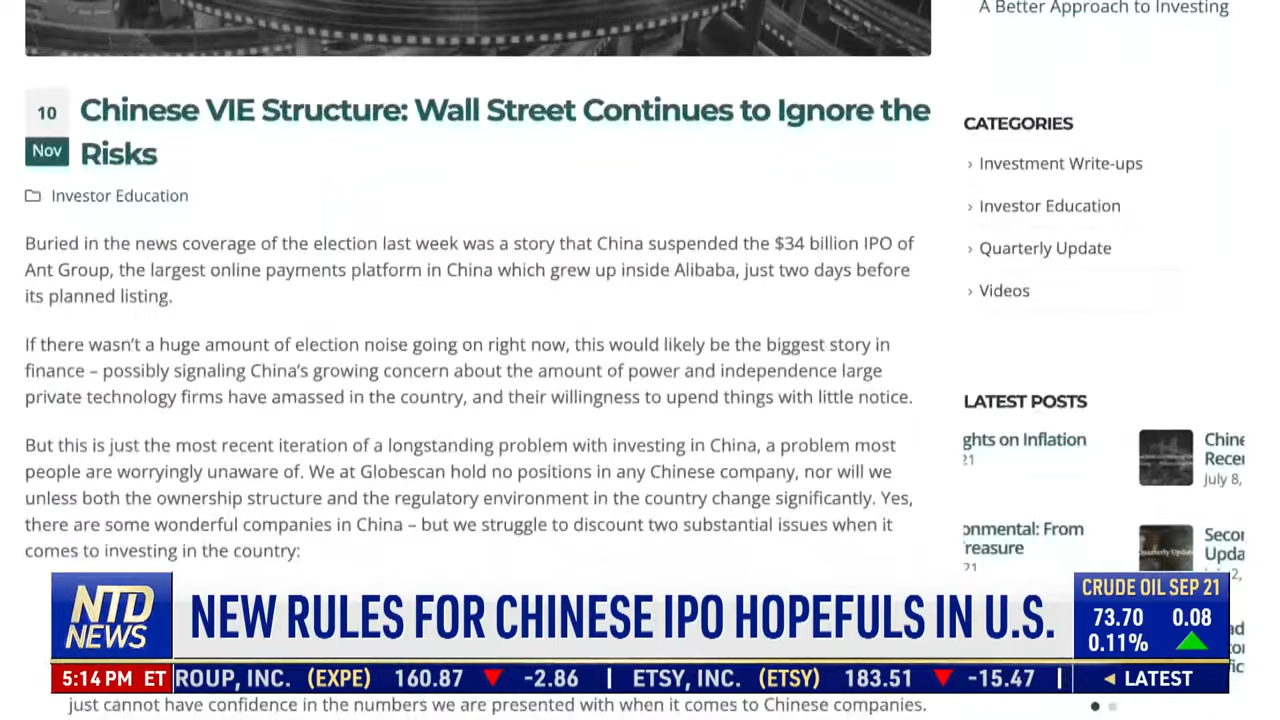 A Better Approach to Investing
10
Nov
Chinese VIE Structure: Wall Street Continues to Ignore the
Risks
Investor Education
Buried in the news coverage of the election last week was a story that China suspended the $34 billion IPO of
Ant Group, the largest online payments platform in China which grew up inside Alibaba, just two days before
its planned listing.
If there wasn't a huge amount of election noise going on right now, this would likely be the biggest story in
finance – possibly signaling China's growing concern about the amount of power and independence large
private technology firms have amassed in the country, and their willingness to upend things with little notice.
But this is just the most recent iteration of a longstanding problem with investing in China, a problem most
people are worryingly unaware of. We at Globescan hold no positions in any Chinese company, nor will we
unless both the ownership structure and the regulatory environment in the country change significantly. Yes,
there are some wonderful companies in China – but we struggle to discount two substantial issues when it
comes to investing in the country:
just cannot have confidence in the numbers we are presented with when it comes to Chinese companies.
CATEGORIES
› Investment Write-ups
› Investor Education
› Quarterly Update
› Videos
LATEST POSTS
ghts on Inflation
21
Chine
Recer
July 8,
onmental: From
reasure
21
Secor
Upda
2,
NTD
NEWS
NEW RULES FOR CHINESE IPO HOPEFULS IN U.S.
CRUDE OIL SEP 21
73.70 0.08
0.11%
5:14 PM ET
ROUP, INC. (EXPE) 160.87 -2.86 | ETSY, INC. (ETSY) 183.51 -15.47 |
LATEST